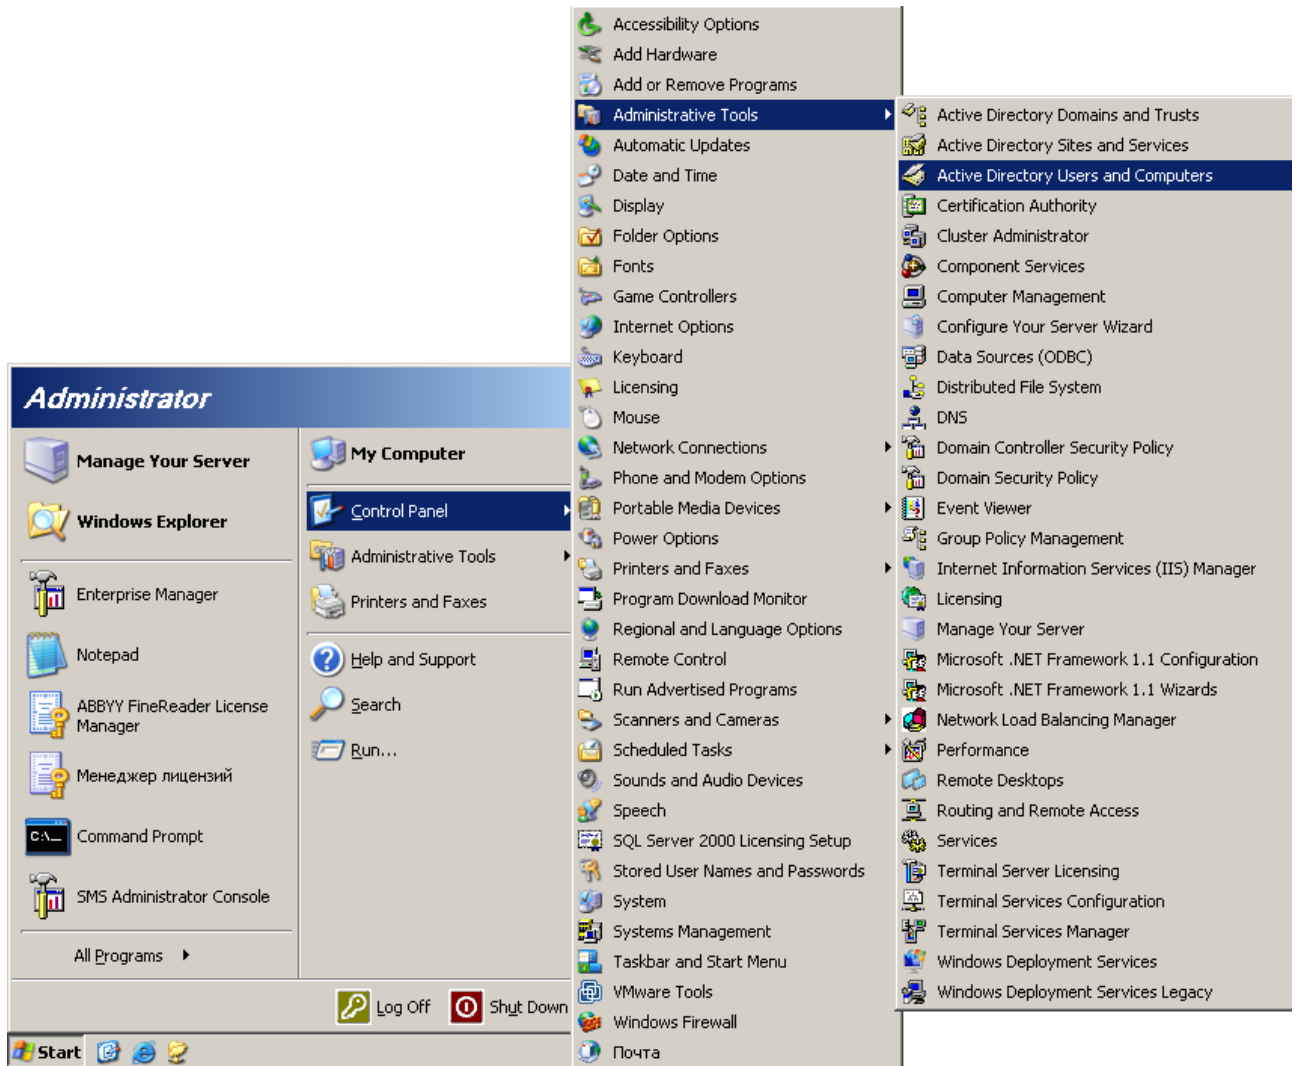 Administrator
Manage Your Server
Windows Explorer
Enterprise Manager
Notepad
ABBYY FineReader License
Manager
Менеджер лицензий
C:\_
Command Prompt
SMS Administrator Console
All Programs
My Computer
Control Panel
Administrative Tools
Printers and Faxes
Help and Support
Search
Run...
Log Off
Shut Down
Start
Accessibility Options
Add Hardware
Add or Remove Programs
Administrative Tools
Automatic Updates
Date and Time
Display
Folder Options
Fonts
Game Controllers
Internet Options
Keyboard
Licensing
Mouse
Network Connections
Phone and Modem Options
Portable Media Devices
Power Options
Printers and Faxes
Program Download Monitor
Regional and Language Options
Remote Control
Run Advertised Programs
Scanners and Cameras
Scheduled Tasks
Sounds and Audio Devices
Speech
SQL Server 2000 Licensing Setup
Stored User Names and Passwords
System
Systems Management
Taskbar and Start Menu
VMware Tools
Windows Firewall
Почта
Active Directory Domains and Trusts
Active Directory Sites and Services
Active Directory Users and Computers
Certification Authority
Cluster Administrator
Component Services
Computer Management
Configure Your Server Wizard
Data Sources (ODBC)
Distributed File System
DNS
Domain Controller Security Policy
Domain Security Policy
Event Viewer
Group Policy Management
Internet Information Services (IIS) Manager
Licensing
Manage Your Server
Microsoft .NET Framework 1.1 Configuration
Microsoft .NET Framework 1.1 Wizards
Network Load Balancing Manager
Performance
Remote Desktops
Routing and Remote Access
Services
Terminal Server Licensing
Terminal Services Configuration
Terminal Services Manager
Windows Deployment Services
Windows Deployment Services Legacy